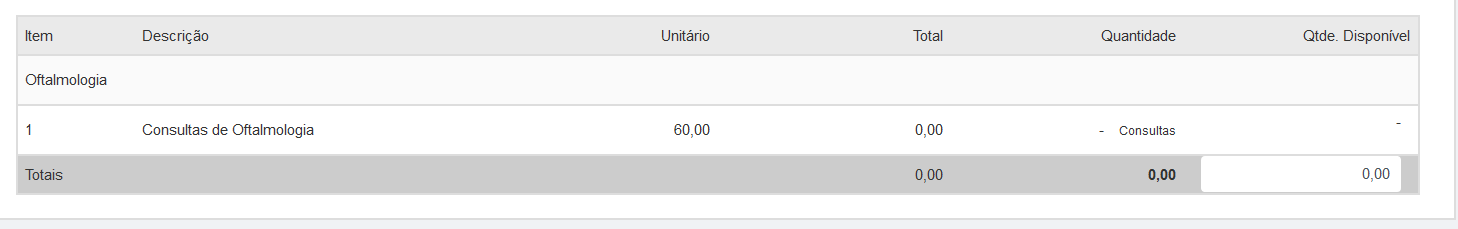 Item Descrição Unitário Total Quantidade Qtde. Disponível
Oftalmologia
1 Consultas de Oftalmologia 60,00 0,00 - Consultas -
Totais 0,00 0,00 0,00